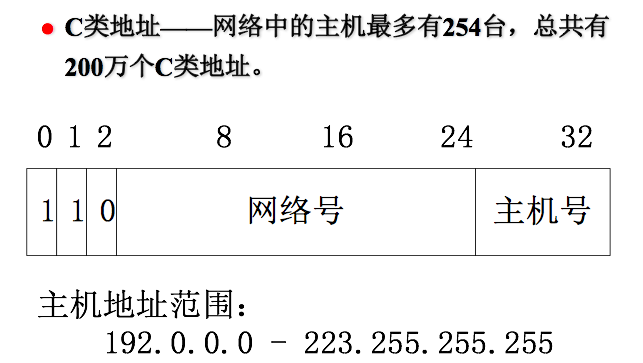 C类地址——网络中的主机最多有254台，总共有
200万个C类地址。
0 1 2 8 16 24 32
1 1 0 网络号 主机号
主机地址范围：
192.0.0.0 - 223.255.255.255